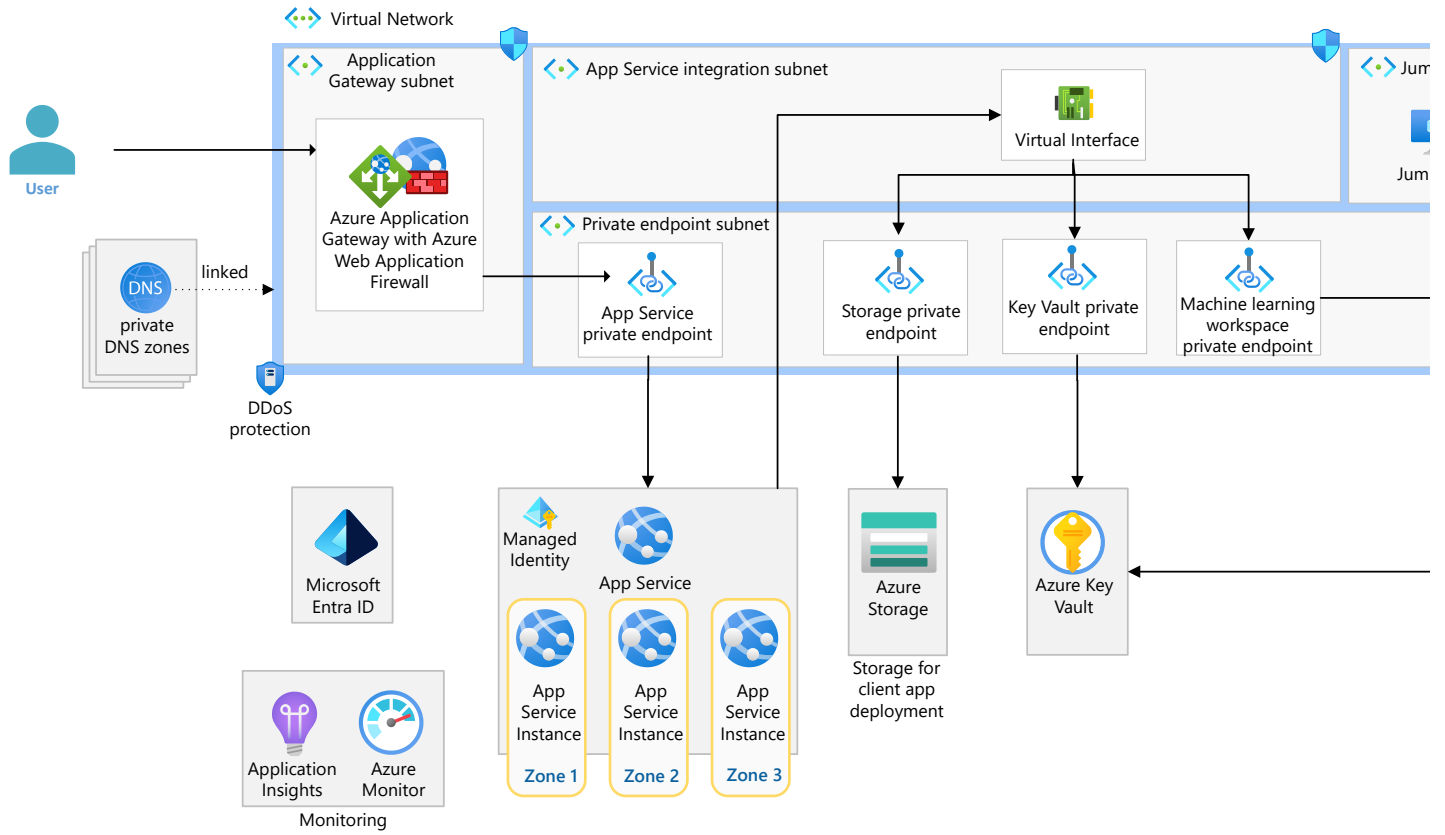 Virtual Network
Application
Gateway subnet
App Service integration subnet
Jum
User
Azure Application
Gateway with Azure
Web Application
Firewall
Virtual Interface
Jum
Private endpoint subnet
DNS
private
DNS zones
linked
App Service
private endpoint
Storage private
endpoint
Key Vault private
endpoint
Machine learning
workspace
private endpoint
DDoS
protection
Microsoft
Entra ID
Managed
Identity
App Service
App
Service
Instance
Zone 1
App
Service
Instance
Zone 2
App
Service
Instance
Zone 3
Azure
Storage
Storage for
client app
deployment
Azure Key
Vault
Application
Insights
Azure
Monitor
Monitoring